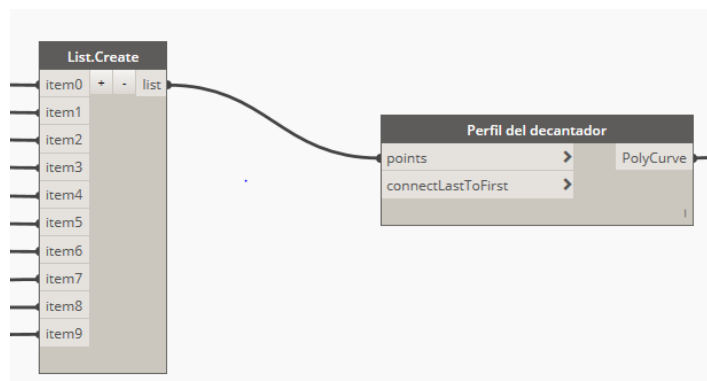 List.Create
item0 + - list
item1
item2
item3
item4
item5
item6
item7
item8
item9
Perfil del decantador
points > PolyCurve
connectLastToFirst >
l